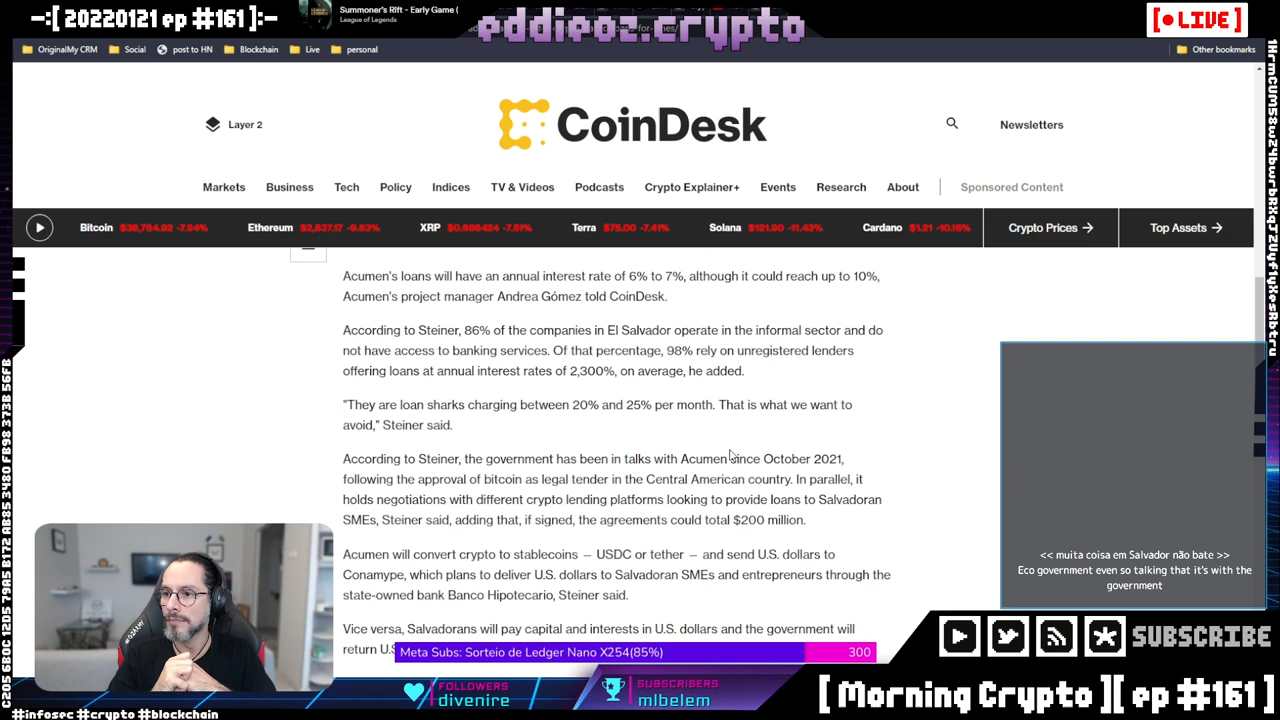 -:[ 20220121 ep #161 ]:-
Summoner's Rift - Early Game (
League of Legends
eddieoz.crypto
[ LIVE ]
OriginalMy CRM
Social
post to HN
Blockchain
Live
personal
Other bookmarks
Layer 2
CoinDesk
Newsletters
Markets
Business
Tech
Policy
Indices
TV & Videos
Podcasts
Crypto Explainer+
Events
Research
About
Sponsored Content
Bitcoin
Ethereum
XRP
Terra $75.00 -7.41%
Solana
Cardano
Crypto Prices →
Top Assets →
Acumen's loans will have an annual interest rate of 6% to 7%, although it could reach up to 10%,
Acumen's project manager Andrea Gómez told CoinDesk.
According to Steiner, 86% of the companies in El Salvador operate in the informal sector and do
not have access to banking services. Of that percentage, 98% rely on unregistered lenders
offering loans at annual interest rates of 2,300%, on average, he added.
"They are loan sharks charging between 20% and 25% per month. That is what we want to
avoid," Steiner said.
According to Steiner, the government has been in talks with Acumen since October 2021,
following the approval of bitcoin as legal tender in the Central American country. In parallel, it
holds negotiations with different crypto lending platforms looking to provide loans to Salvadoran
SMEs, Steiner said, adding that, if signed, the agreements could total $200 million.
Acumen will convert crypto to stablecoins — USDC or tether — and send U.S. dollars to
Conamype, which plans to deliver U.S. dollars to Salvadoran SMEs and entrepreneurs through the
state-owned bank Banco Hipotecario, Steiner said.
Vice versa, Salvadorans will pay capital and interests in U.S. dollars and the government will
return U.S
<< muita coisa em Salvador não bate >>
Eco government even so talking that it's with the
government
Meta Subs: Sorteio de Ledger Nano X254(85%)
300
FOLLOWERS
divenire
SUBSCRIBERS
mlbelem
SUBSCRIBE
[ Morning Crypto ][ ep #161 ]
#infosec #crypto #blockchain